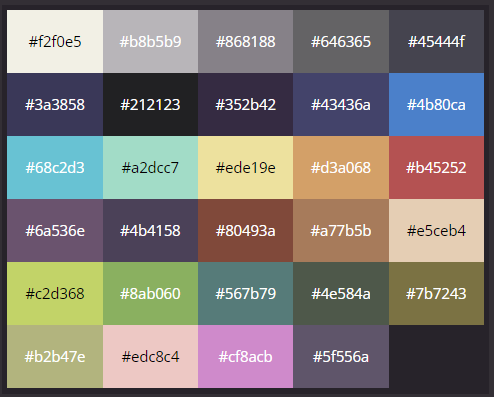 #f2f0e5 #b8b5b9 #868188 #646365 #45444f
#3a3858 #212123 #352b42 #43436a #4b80ca
#68c2d3 #a2dcc7 #ede19e #d3a068 #b45252
#6a536e #4b4158 #80493a #a77b5b #e5ceb4
#c2d368 #8ab060 #567b79 #4e584a #7b7243
#b2b47e #edc8c4 #cf8acb #5f556a